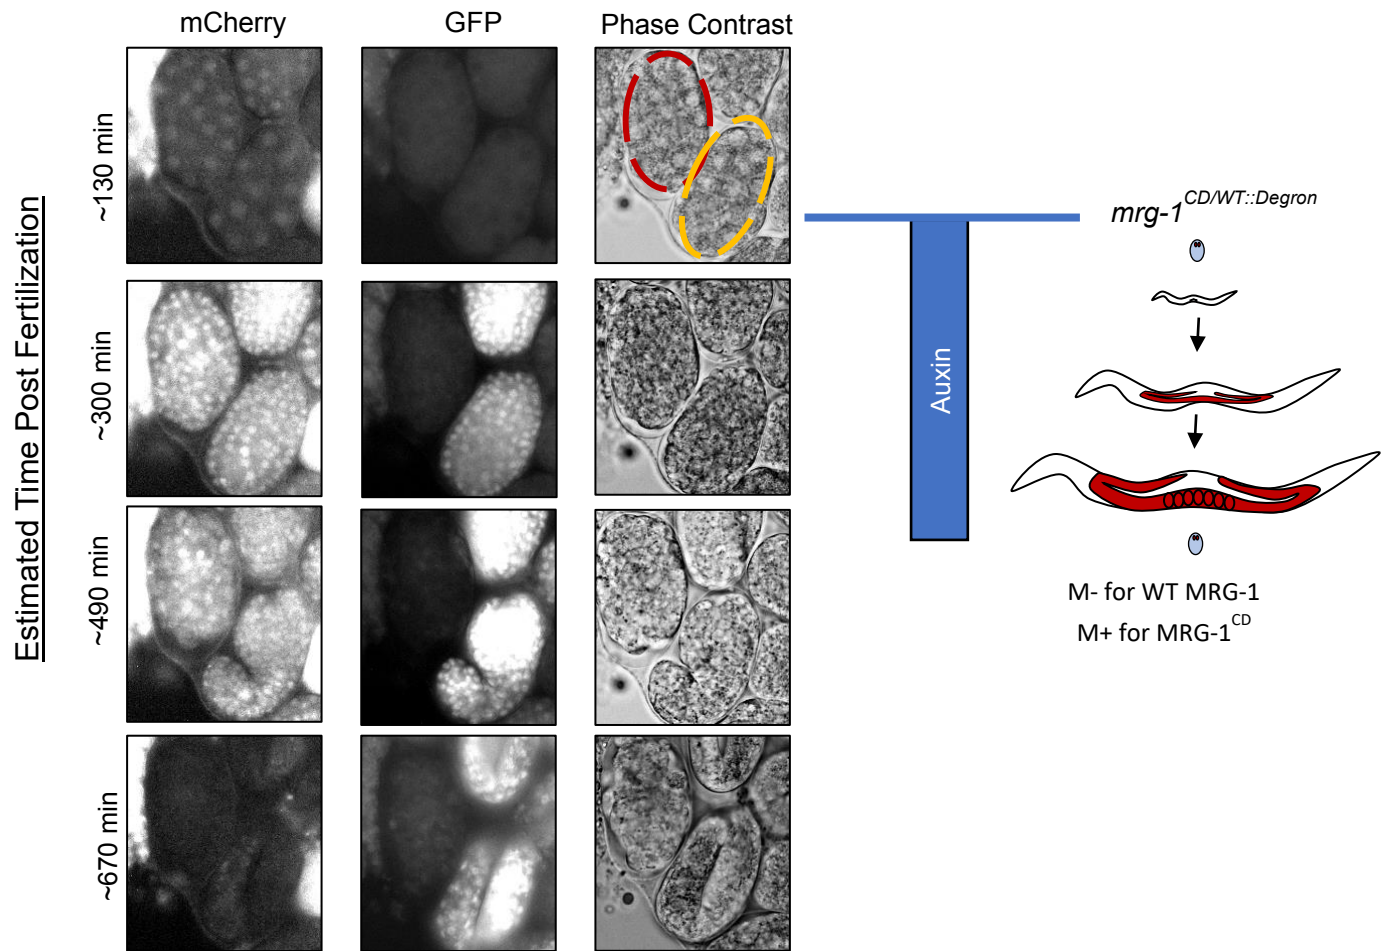 mCherry
GFP
Phase Contrast
Estimated Time Post Fertilization
~130 min
~300 min
~490 min
~670 min
Auxin
mrg-1CD/WT::Degron
M- for WT MRG-1
M+ for MRG-1CD